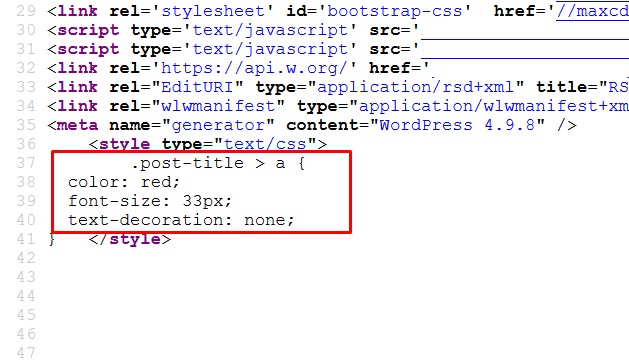 29 <link rel='stylesheet' id='bootstrap-css' href='//maxcd
30 <script type='text/javascript' src='
31 <script type='text/javascript' src='
32 <link rel='https://api.w.org/' href='
33 <link rel="EditURI" type="application/rsd+xml" title="RS
34 <link rel="wlwmanifest" type="application/wlwmanifest+xm
35 <meta name="generator" content="WordPress 4.9.8" />
36 <style type="text/css">
37 .post-title > a {
38 color: red;
39 font-size: 33px;
40 text-decoration: none;
41 } </style>
42
43
44
45
46
47